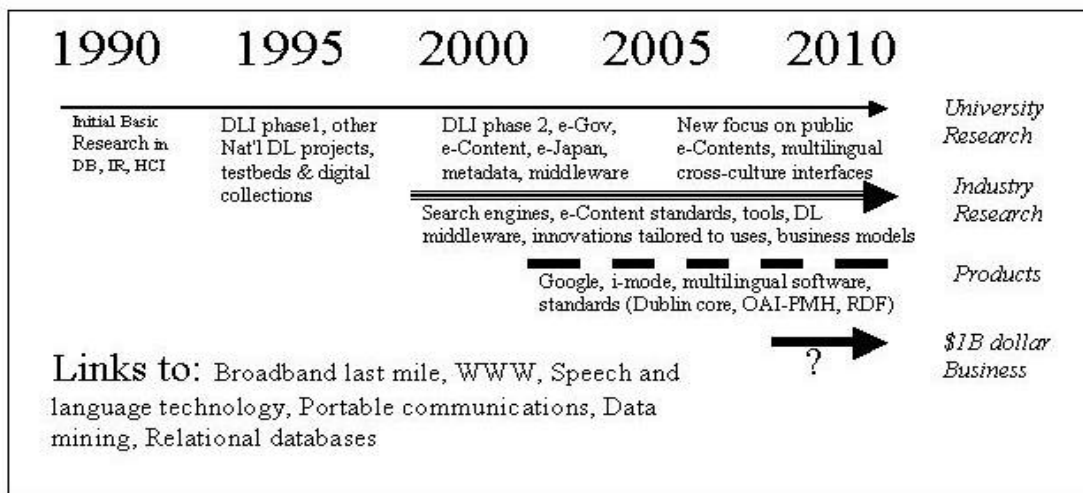 1990 1995 2000 2005 2010
Initial Basic
Research in
DB, IR, HCI
DLI phase1, other
Nat'l DL projects,
testbeds & digital
collections
DLI phase 2, e-Gov,
e-Content, e-Japan,
metadata, middleware
New focus on public
e-Contents, multilingual
cross-culture interfaces
University
Research
Search engines, e-Content standards, tools, DL
middleware, innovations tailored to uses, business models
Industry
Research
Google, i-mode, multilingual software,
standards (Dublin core, OAI-PMH, RDF)
Products
?
$1B dollar
Business
Links to: Broadband last mile, WWW, Speech and
language technology, Portable communications, Data
mining, Relational databases